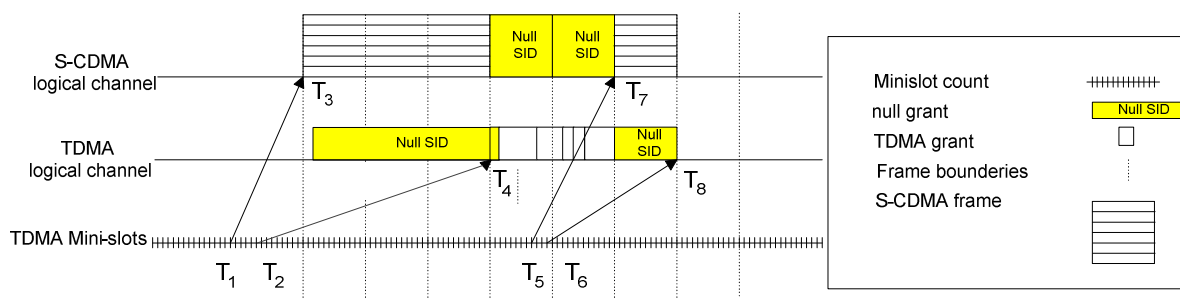 S-CDMA
logical channel
Null
SID
Null
SID
T3
T7
TDMA
logical channel
Null SID
Null
SID
T4
T8
TDMA Mini-slots
T1
T2
T5
T6
Minislot count
null grant
Null SID
TDMA grant
Frame bounderies
S-CDMA frame